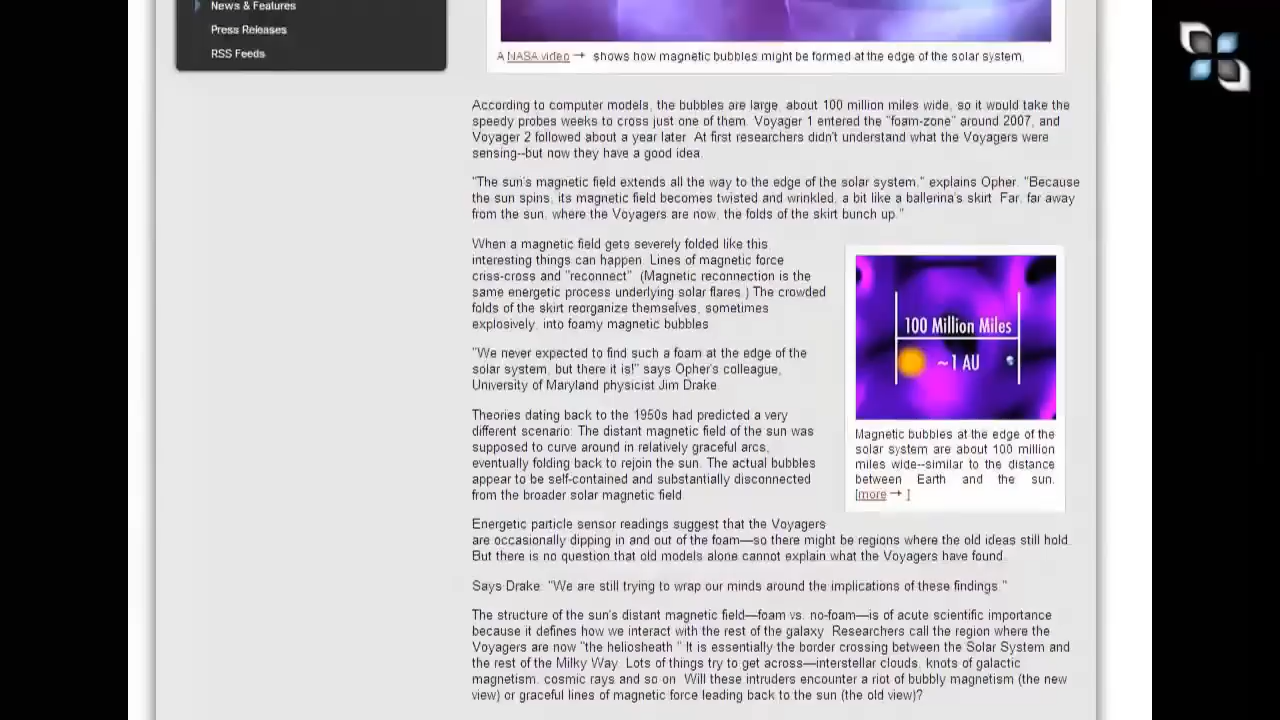 News & Features
Press Releases
RSS Feeds
A NASA video → shows how magnetic bubbles might be formed at the edge of the solar system,
According to computer models, the bubbles are large, about 100 million miles wide, so it would take the
speedy probes weeks to cross just one of them. Voyager 1 entered the "foam-zone" around 2007, and
Voyager 2 followed about a year later. At first researchers didn't understand what the Voyagers were
sensing--but now they have a good idea.
"The sun's magnetic field extends all the way to the edge of the solar system," explains Opher. "Because
the sun spins, its magnetic field becomes twisted and wrinkled, a bit like a ballerina's skirt. Far, far away
from the sun, where the Voyagers are now, the folds of the skirt bunch up."
When a magnetic field gets severely folded like this
interesting things can happen. Lines of magnetic force
criss-cross and "reconnect". (Magnetic reconnection is the
same energetic process underlying solar flares.) The crowded
folds of the skirt reorganize themselves, sometimes
explosively, into foamy magnetic bubbles.
"We never expected to find such a foam at the edge of the
solar system, but there it is!" says Opher's colleague,
University of Maryland physicist Jim Drake.
Theories dating back to the 1950s had predicted a very
different scenario: The distant magnetic field of the sun was
supposed to curve around in relatively graceful arcs,
eventually folding back to rejoin the sun. The actual bubbles
appear to be self-contained and substantially disconnected
from the broader solar magnetic field.
100 Million Miles
~1 AU
Magnetic bubbles at the edge of the
solar system are about 100 million
miles wide--similar to the distance
between Earth and the sun.
[more → ]
Energetic particle sensor readings suggest that the Voyagers
are occasionally dipping in and out of the foam—so there might be regions where the old ideas still hold.
But there is no question that old models alone cannot explain what the Voyagers have found.
Says Drake: "We are still trying to wrap our minds around the implications of these findings."
The structure of the sun's distant magnetic field—foam vs. no-foam—is of acute scientific importance
because it defines how we interact with the rest of the galaxy. Researchers call the region where the
Voyagers are now "the heliosheath." It is essentially the border crossing between the Solar System and
the rest of the Milky Way. Lots of things try to get across—interstellar clouds, knots of galactic
magnetism, cosmic rays and so on. Will these intruders encounter a riot of bubbly magnetism (the new
view) or graceful lines of magnetic force leading back to the sun (the old view)?